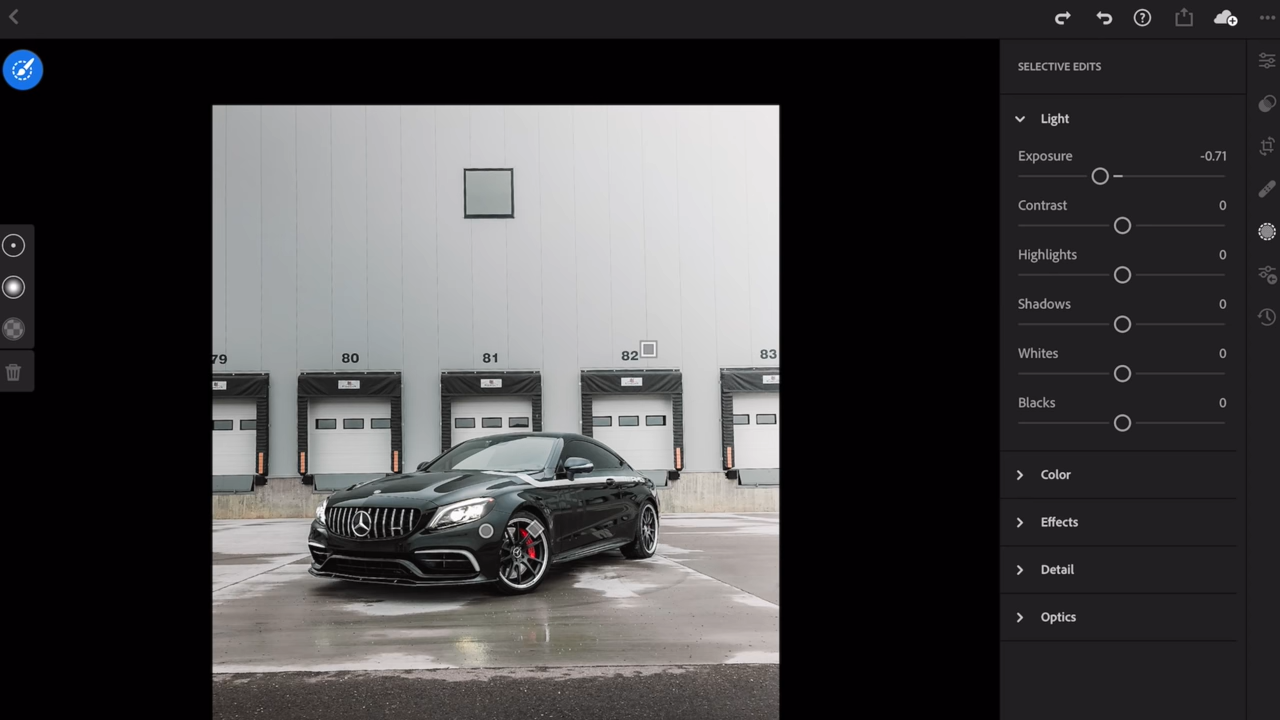 SELECTIVE EDITS
Light
Exposure -0.71
Contrast 0
Highlights 0
Shadows 0
Whites 0
Blacks 0
Color
Effects
Detail
Optics
79 80 81 82 83